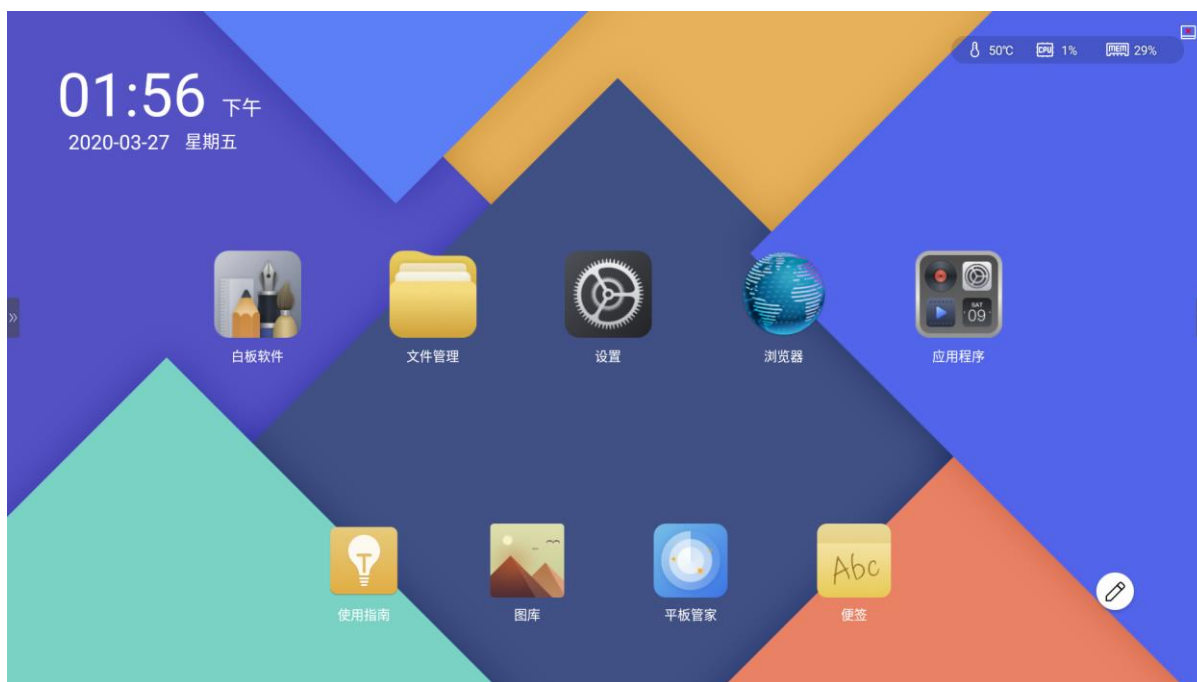 01:56 下午
2020-03-27 星期五
50℃ CPU 1% MEM 29%
SAT
09
白板软件 文件管理 设置 浏览器 应用程序
T
Abc
使用指南 图库 平板管家 便签